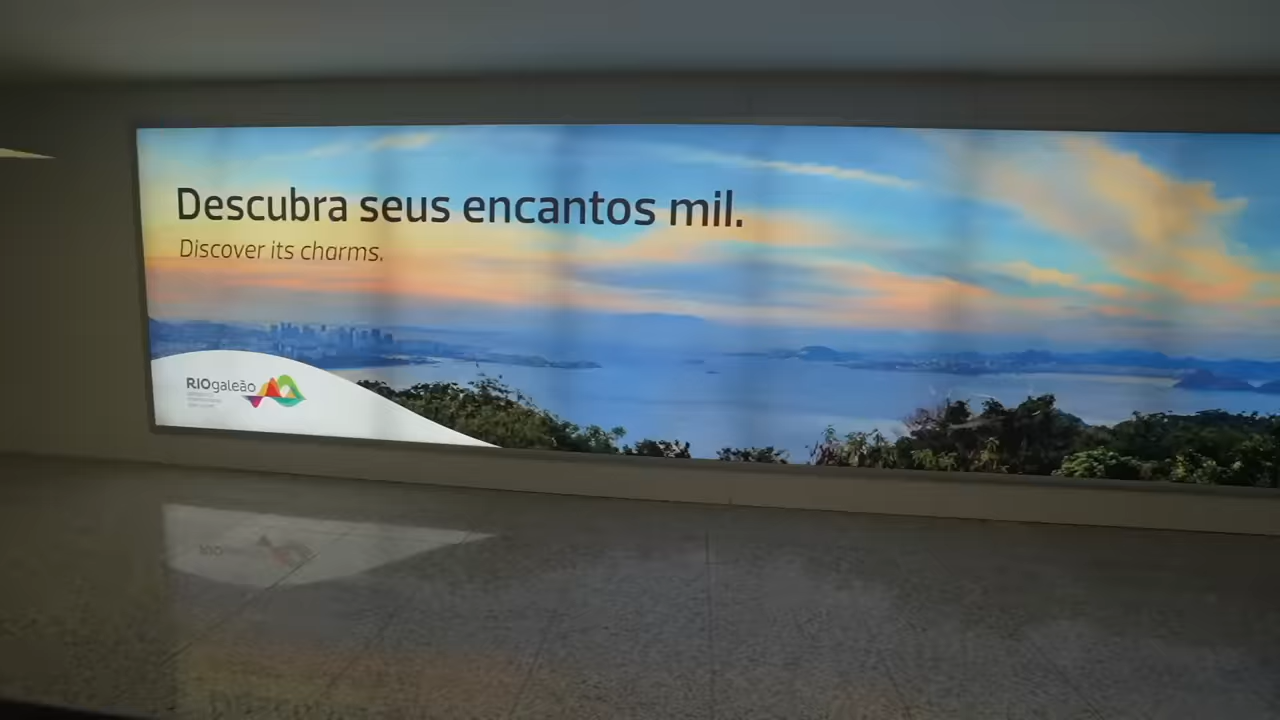 Descubra seus encantos mil.
Discover its charms.
RIOgaleão